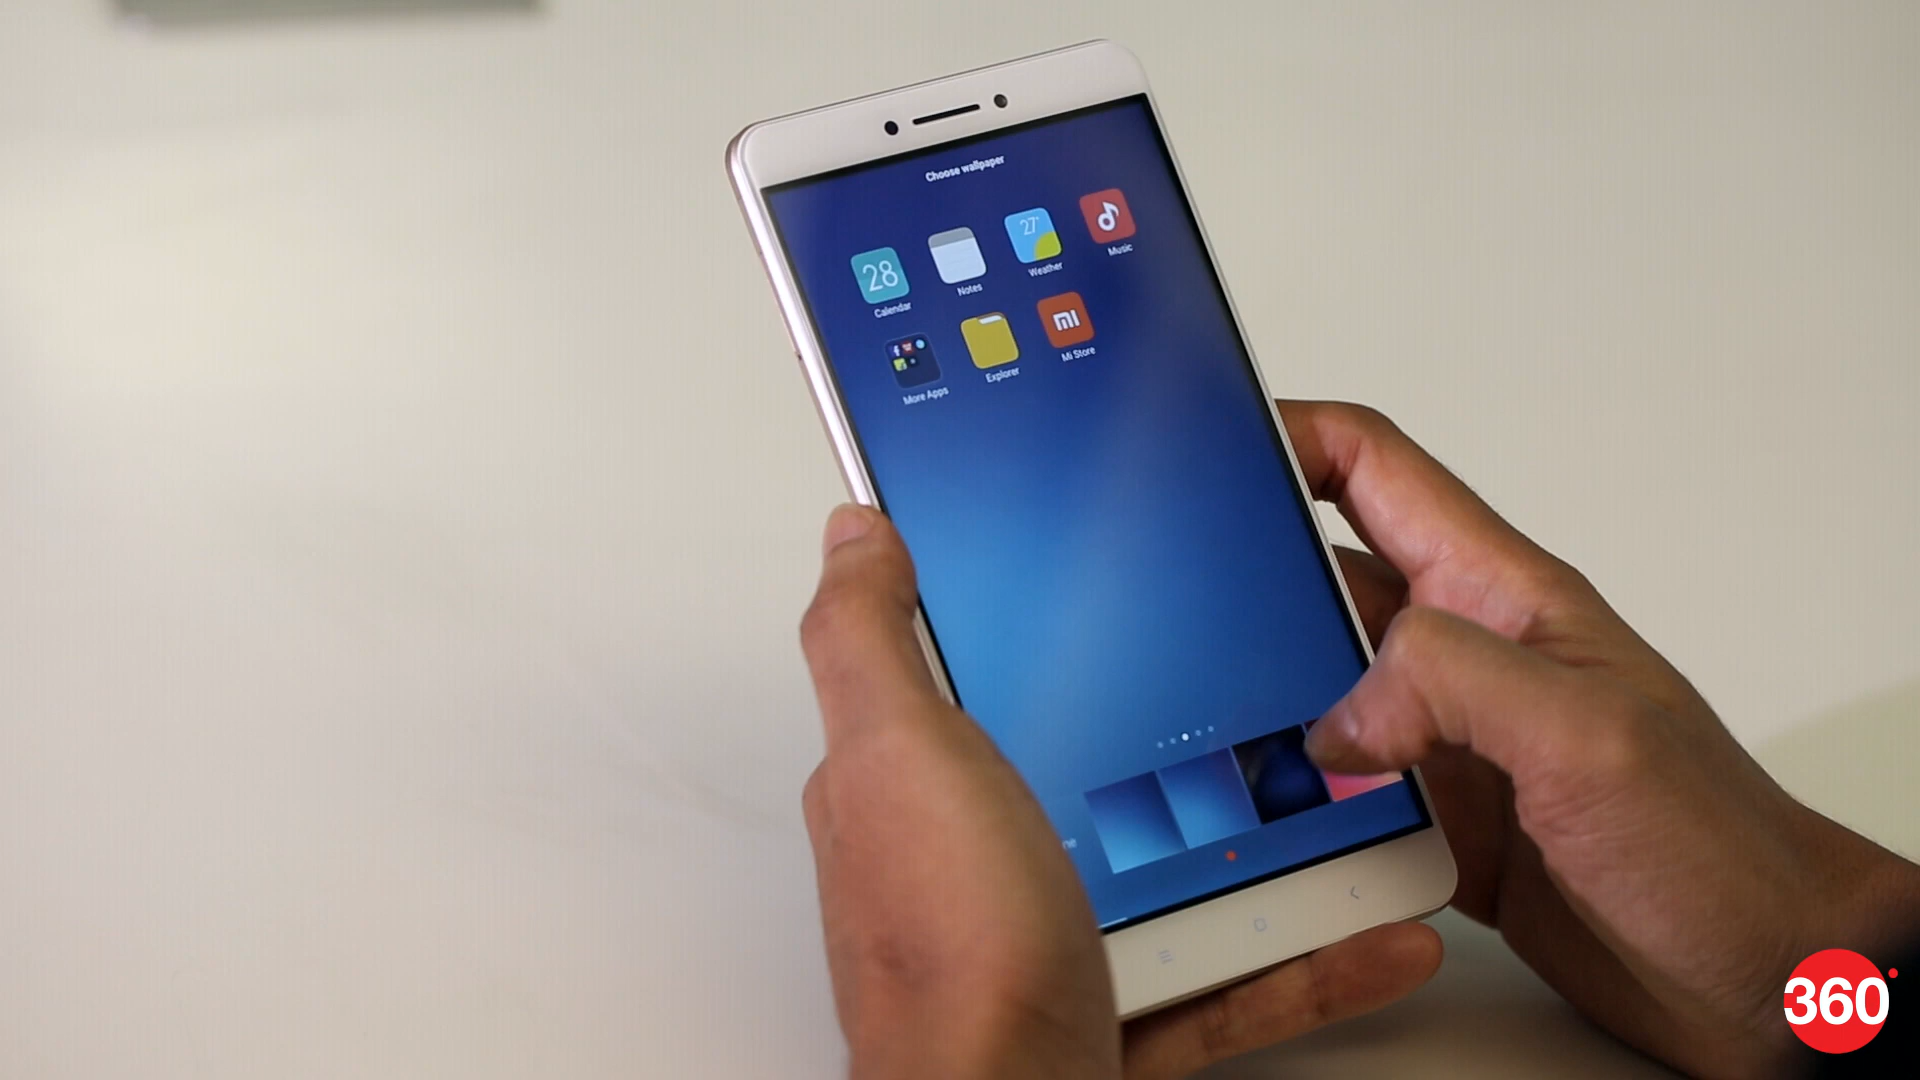 Choose wallpaper
28
Calendar
Notes
27°
Weather
Music
More Apps
Explorer
mi
Mi Store
360